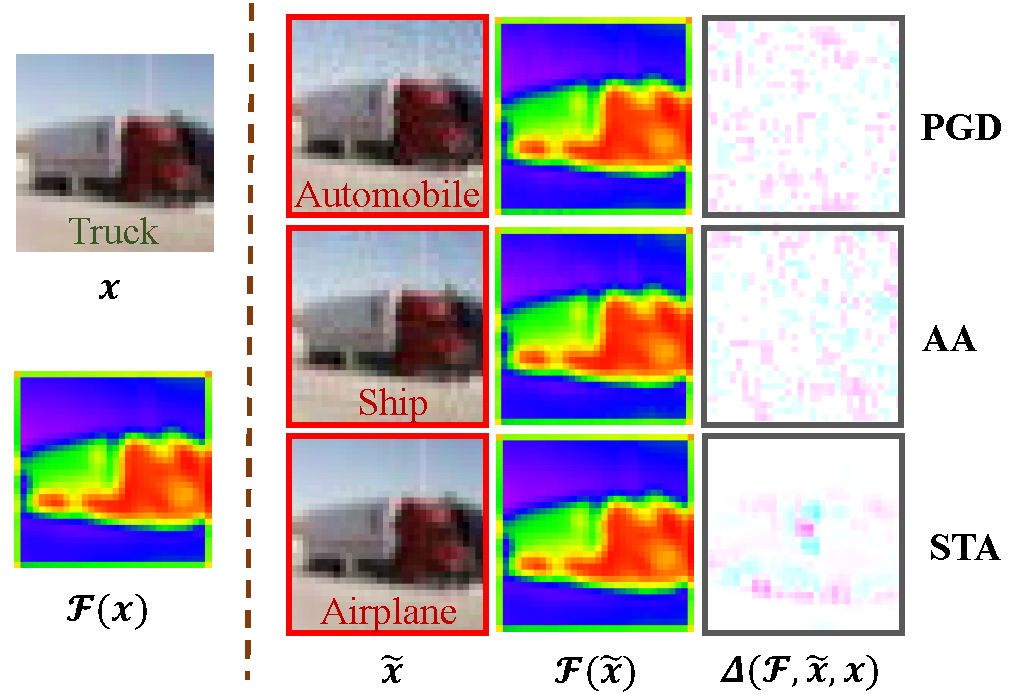 Truck
x
F(x)
Automobile
PGD
Ship
AA
Airplane
STA
x̃
F(x̃)
Δ(F, x̃, x)